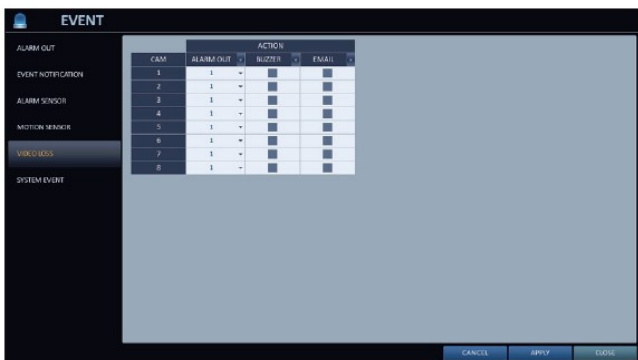 EVENT
ALARM OUT
EVENT NOTIFICATION
ALARM SENSOR
MOTION SENSOR
VIDEO LOSS
SYSTEM EVENT
ACTION
CAM ALARM OUT BUZZER EMAIL
1 1
2 1
3 1
4 1
5 1
6 1
7 1
8 1
CANCEL APPLY CLOSE